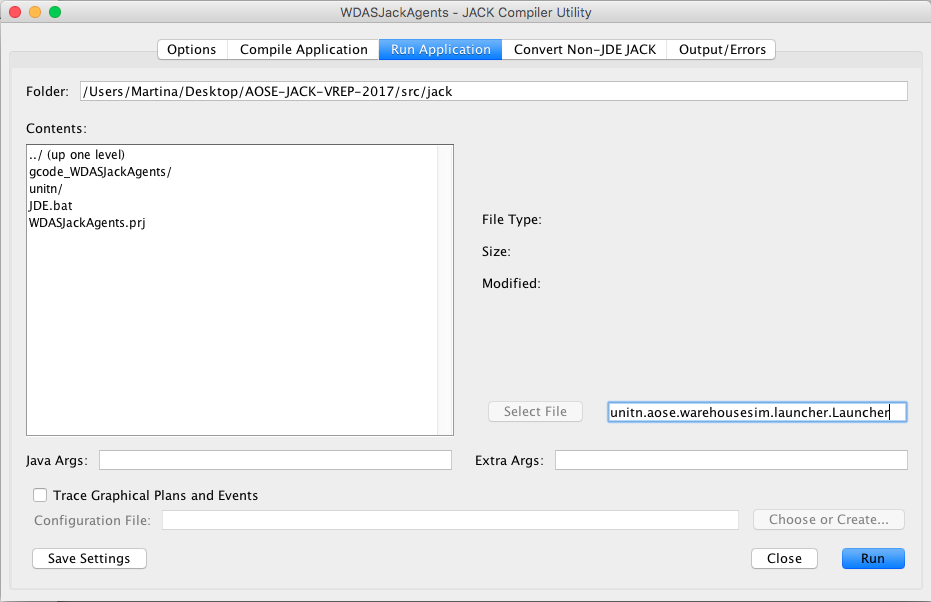 WDASJackAgents - JACK Compiler Utility
Options Compile Application Run Application Convert Non-JDE JACK Output/Errors
Folder: /Users/Martina/Desktop/AOSE-JACK-VREP-2017/src/jack
Contents:
../ (up one level)
gcode_WDASJackAgents/
unitn/
JDE.bat
WDASJackAgents.prj
File Type:
Size:
Modified:
Select File unitn.aose.warehousesim.launcher.Launcher
Java Args: Extra Args:
Trace Graphical Plans and Events
Configuration File: Choose or Create...
Save Settings Close Run